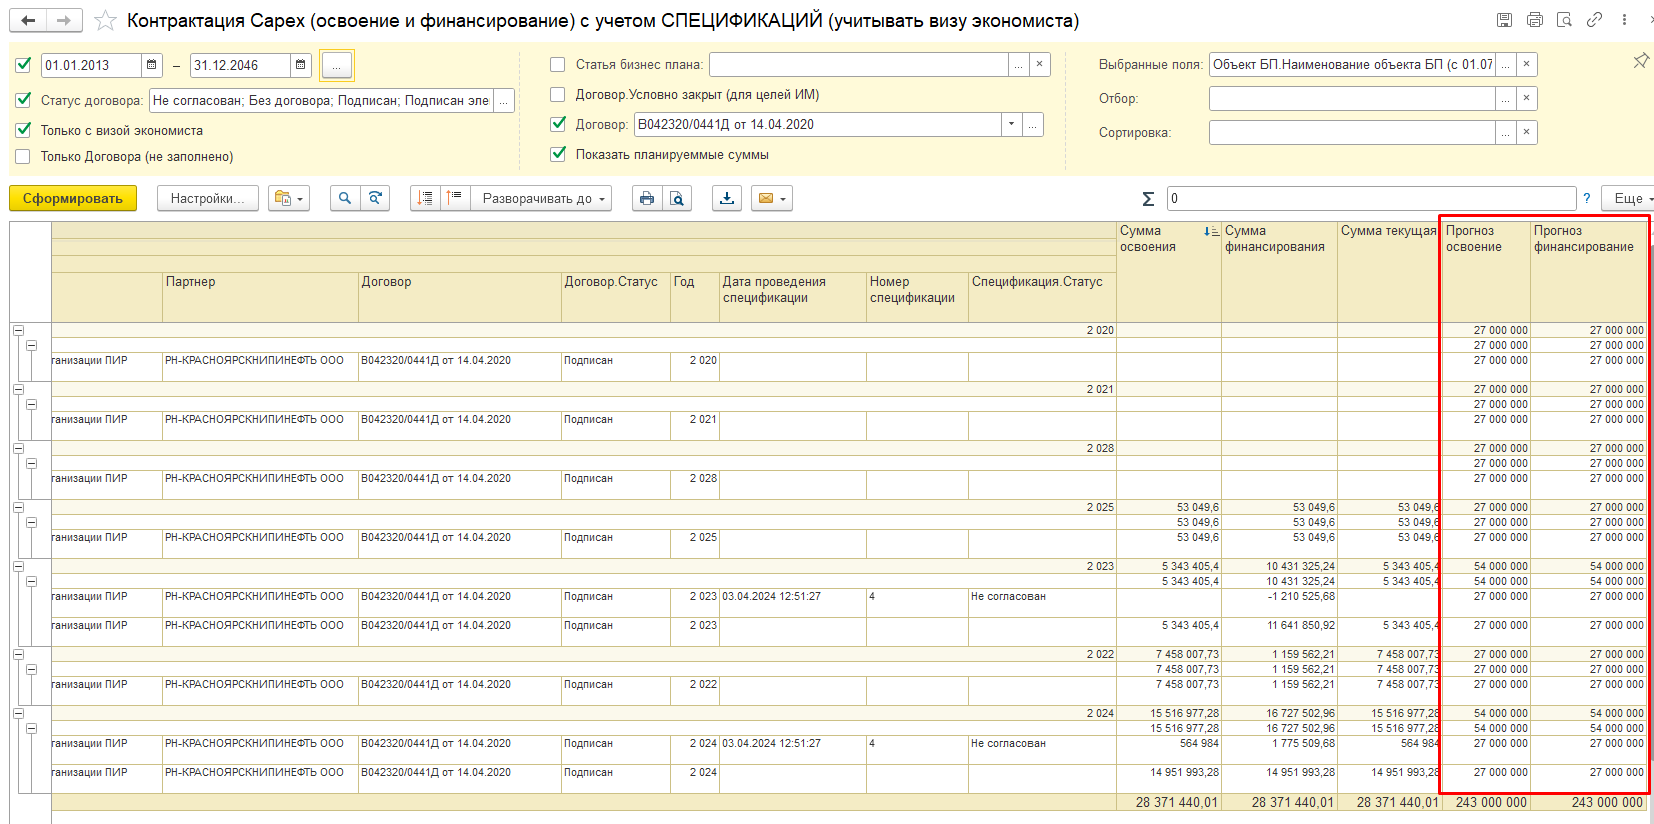 Контрактация Capex (освоение и финансирование) с учетом СПЕЦИФИКАЦИЙ (учитывать визу экономиста)
01.01.2013 – 31.12.2046 ...
Статус договора: Не согласован; Без договора; Подписан; Подписан эле ...
Только с визой экономиста
Только Договора (не заполнено)
Статья бизнес плана: ... ×
Договор.Условно закрыт (для целей ИМ)
Договор: В042320/0441Д от 14.04.2020 ...
Показать планируеммые суммы
Выбранные поля: Объект БП.Наименование объекта БП (с 01.07 ... ×
Отбор: ... ×
Сортировка: ... ×
Сформировать Настройки... Разворачивать до Σ 0 ? Еще
Сумма освоения Сумма финансирования Сумма текущая Прогноз освоение Прогноз финансирование
Партнер Договор Договор.Статус Год Дата проведения спецификации Номер спецификации Спецификация.Статус
2 020 27 000 000 27 000 000
27 000 000 27 000 000
ганизации ПИР РН-КРАСНОЯРСКНИПИНЕФТЬ ООО В042320/0441Д от 14.04.2020 Подписан 2 020 27 000 000 27 000 000
2 021 27 000 000 27 000 000
27 000 000 27 000 000
ганизации ПИР РН-КРАСНОЯРСКНИПИНЕФТЬ ООО В042320/0441Д от 14.04.2020 Подписан 2 021 27 000 000 27 000 000
2 028 27 000 000 27 000 000
27 000 000 27 000 000
ганизации ПИР РН-КРАСНОЯРСКНИПИНЕФТЬ ООО В042320/0441Д от 14.04.2020 Подписан 2 028 27 000 000 27 000 000
2 025 53 049,6 53 049,6 53 049,6 27 000 000 27 000 000
53 049,6 53 049,6 53 049,6 27 000 000 27 000 000
ганизации ПИР РН-КРАСНОЯРСКНИПИНЕФТЬ ООО В042320/0441Д от 14.04.2020 Подписан 2 025 53 049,6 53 049,6 53 049,6 27 000 000 27 000 000
2 023 5 343 405,4 10 431 325,24 5 343 405,4 54 000 000 54 000 000
5 343 405,4 10 431 325,24 5 343 405,4 54 000 000 54 000 000
ганизации ПИР РН-КРАСНОЯРСКНИПИНЕФТЬ ООО В042320/0441Д от 14.04.2020 Подписан 2 023 03.04.2024 12:51:27 4 Не согласован -1 210 525,68 27 000 000 27 000 000
ганизации ПИР РН-КРАСНОЯРСКНИПИНЕФТЬ ООО В042320/0441Д от 14.04.2020 Подписан 2 023 5 343 405,4 11 641 850,92 5 343 405,4 27 000 000 27 000 000
2 022 7 458 007,73 1 159 562,21 7 458 007,73 27 000 000 27 000 000
7 458 007,73 1 159 562,21 7 458 007,73 27 000 000 27 000 000
ганизации ПИР РН-КРАСНОЯРСКНИПИНЕФТЬ ООО В042320/0441Д от 14.04.2020 Подписан 2 022 7 458 007,73 1 159 562,21 7 458 007,73 27 000 000 27 000 000
2 024 15 516 977,28 16 727 502,96 15 516 977,28 54 000 000 54 000 000
15 516 977,28 16 727 502,96 15 516 977,28 54 000 000 54 000 000
ганизации ПИР РН-КРАСНОЯРСКНИПИНЕФТЬ ООО В042320/0441Д от 14.04.2020 Подписан 2 024 03.04.2024 12:51:27 4 Не согласован 564 984 1 775 509,68 564 984 27 000 000 27 000 000
ганизации ПИР РН-КРАСНОЯРСКНИПИНЕФТЬ ООО В042320/0441Д от 14.04.2020 Подписан 2 024 14 951 993,28 14 951 993,28 14 951 993,28 27 000 000 27 000 000
28 371 440,01 28 371 440,01 28 371 440,01 243 000 000 243 000 000